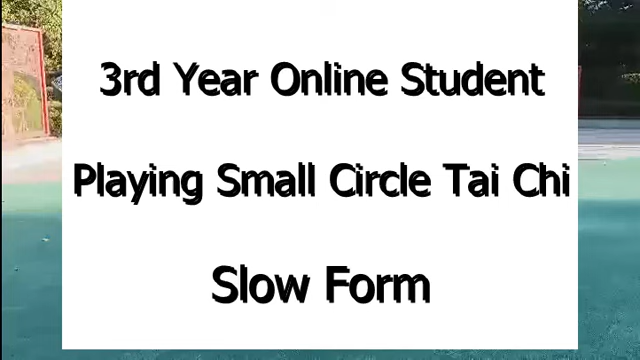 3rd Year Online Student
Playing Small Circle Tai Chi
Slow Form